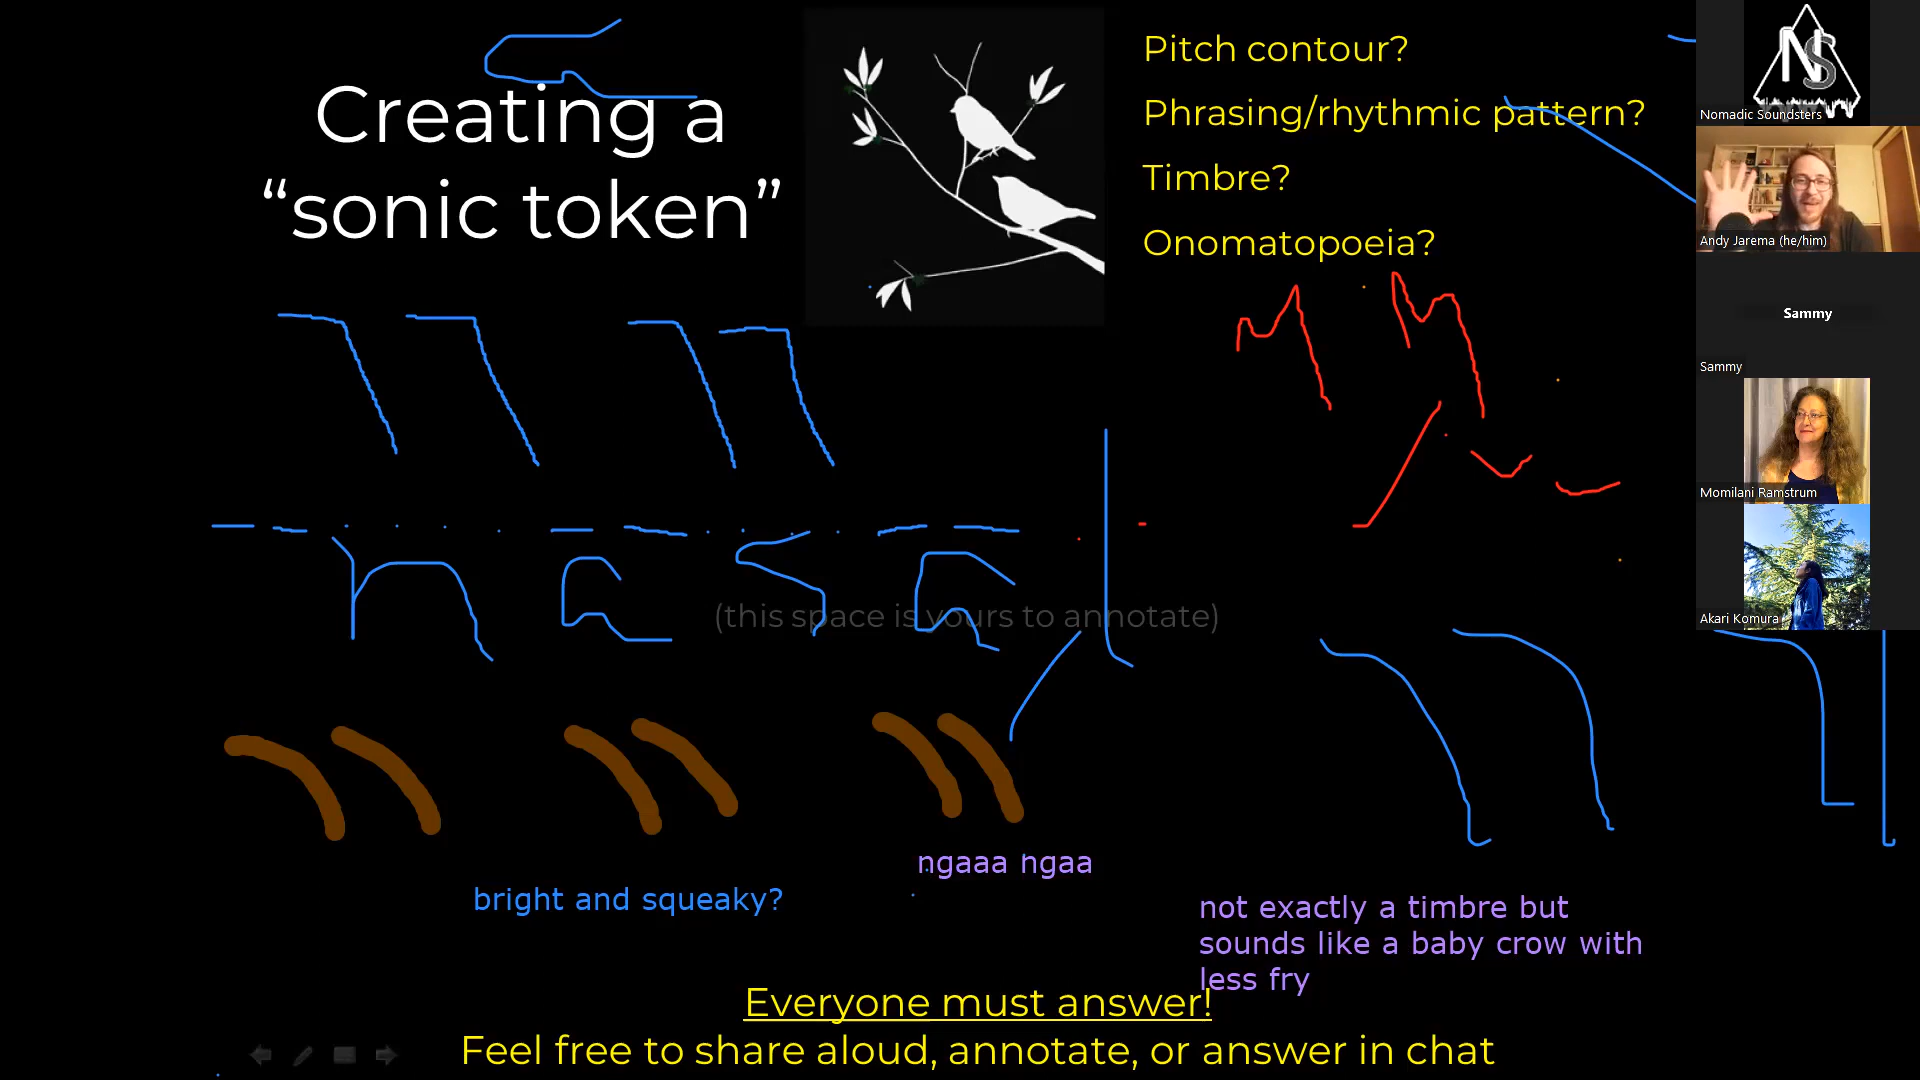 Creating a
“sonic token”
Pitch contour?
Phrasing/rhythmic pattern?
Timbre?
Onomatopoeia?
NS
Nomadic Soundsters
Andy Jarema (he/him)
Sammy
Sammy
Momilani Ramstrum
Akari Komura
nasal
(this space is yours to annotate)
ngaaa ngaa
bright and squeaky?
not exactly a timbre but
sounds like a baby crow with
less fry
Everyone must answer!
Feel free to share aloud, annotate, or answer in chat